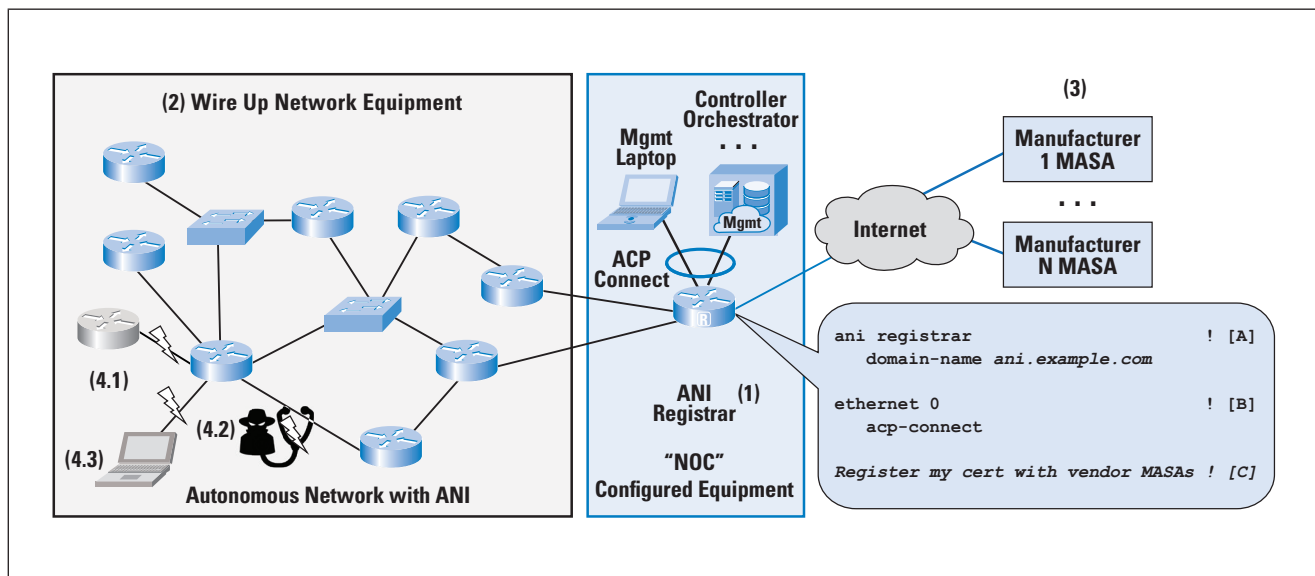 (2) Wire Up Network Equipment
(4.1)
(4.2)
(4.3)
Autonomous Network with ANI
Controller
Orchestrator
. . .
Mgmt
Laptop
Mgmt
ACP
Connect
R
ANI
Registrar
(1)
“NOC”
Configured Equipment
Internet
(3)
Manufacturer
1 MASA
. . .
Manufacturer
N MASA
ani registrar ! [A]
domain-name ani.example.com
ethernet 0 ! [B]
acp-connect
Register my cert with vendor MASAs ! [C]